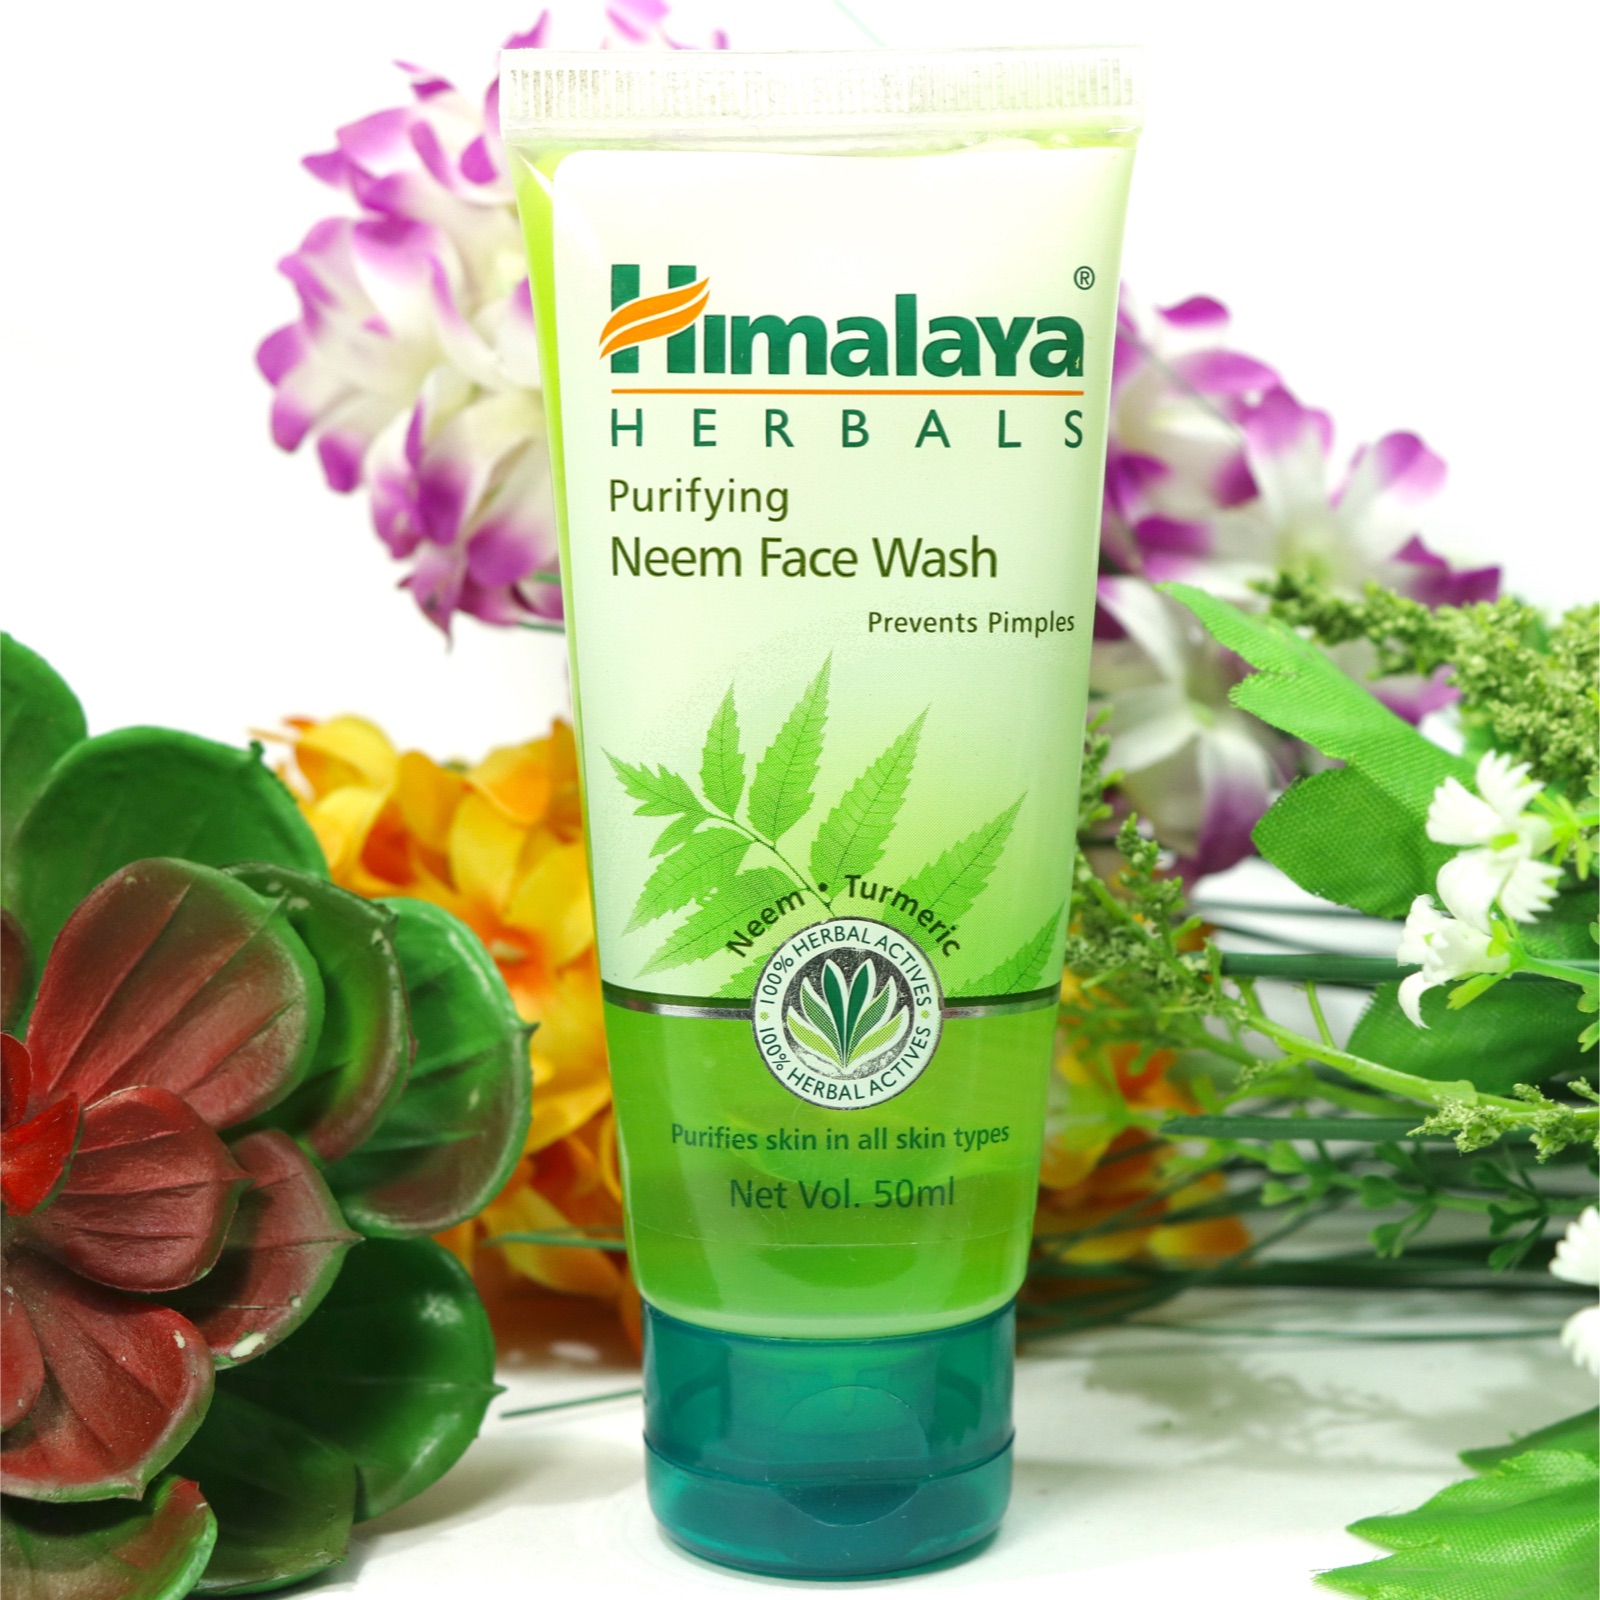 Himalaya®
HERBALS
Purifying
Neem Face Wash
Prevents Pimples
Neem • Turmeric
100% HERBAL ACTIVES
100% HERBAL ACTIVES
Purifies skin in all skin types
Net Vol. 50ml